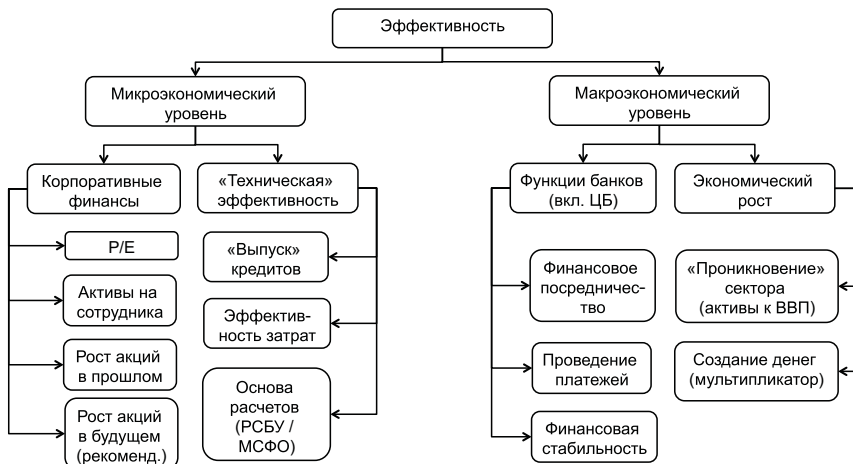 Эффективность
Микроэкономический
уровень
Макроэкономический
уровень
Корпоративные
финансы
«Техническая»
эффективность
Функции банков
(вкл. ЦБ)
Экономический
рост
P/E
Активы на
сотрудника
Рост акций
в прошлом
Рост акций
в будущем
(рекоменд.)
«Выпуск»
кредитов
Эффектив-
ность затрат
Основа
расчетов
(РСБУ /
МСФО)
Финансовое
посредничес-
тво
Проведение
платежей
Финансовая
стабильность
«Проникновение»
сектора
(активы к ВВП)
Создание денег
(мультипликатор)